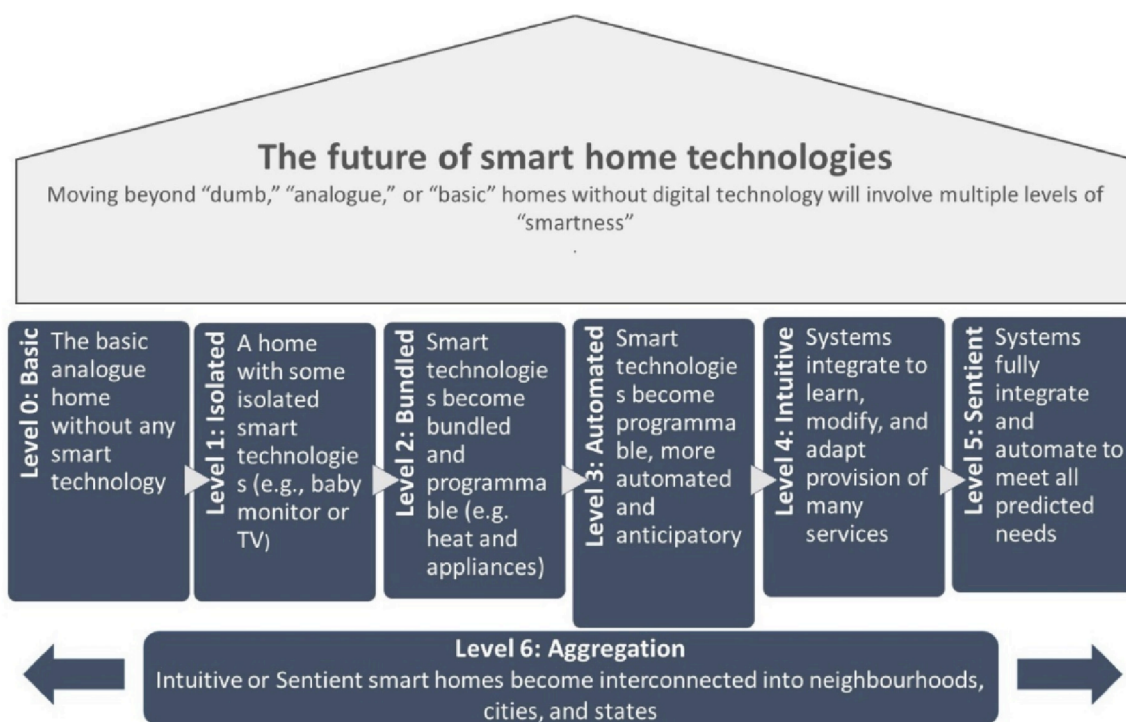 The future of smart home technologies
Moving beyond “dumb,” “analogue,” or “basic” homes without digital technology will involve multiple levels of
“smartness”
.
Level 0: Basic
The basic
analogue
home
without any
smart
technology
Level 1: Isolated
A home
with some
isolated
smart
technologie
s (e.g., baby
monitor or
TV)
Level 2: Bundled
Smart
technologie
s become
bundled
and
programma
ble (e.g.
heat and
appliances)
Level 3: Automated
Smart
technologie
s become
programma
ble, more
automated
and
anticipatory
Level 4: Intuitive
Systems
integrate to
learn,
modify, and
adapt
provision of
many
services
Level 5: Sentient
Systems
fully
integrate
and
automate to
meet all
predicted
needs
Level 6: Aggregation
Intuitive or Sentient smart homes become interconnected into neighbourhoods,
cities, and states